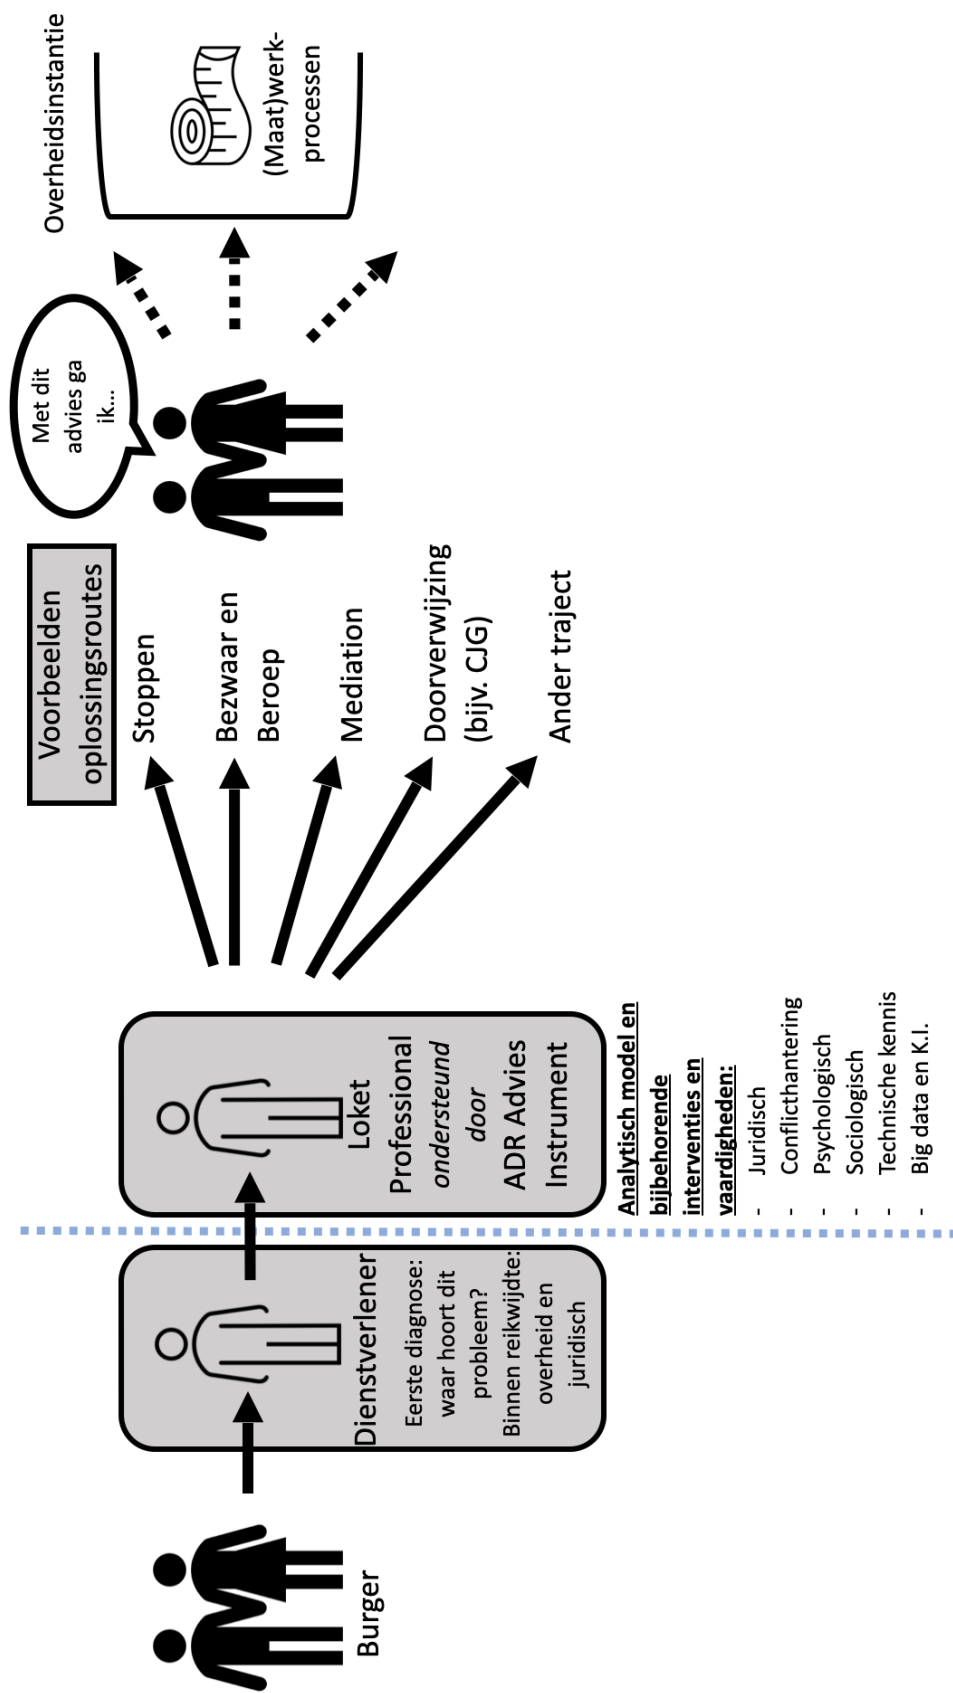 Burger
Dienstverlener
Eerste diagnose:
waar hoort dit
probleem?
Binnen reikwijdte:
overheid en
juridisch
Loket
Professional
ondersteund
door
ADR Advies
Instrument
Analytisch model en
bijbehorende
interventies en
vaardigheden:
- Juridisch
- Conflicthantering
- Psychologisch
- Sociologisch
- Technische kennis
- Big data en K.I.
Voorbeelden
oplossingsroutes
Stoppen
Bezwaar en
Beroep
Mediation
Doorverwijzing
(bijv. CJG)
Ander traject
Met dit
advies ga
ik...
Overheidsinstantie
(Maat)werk-
processen